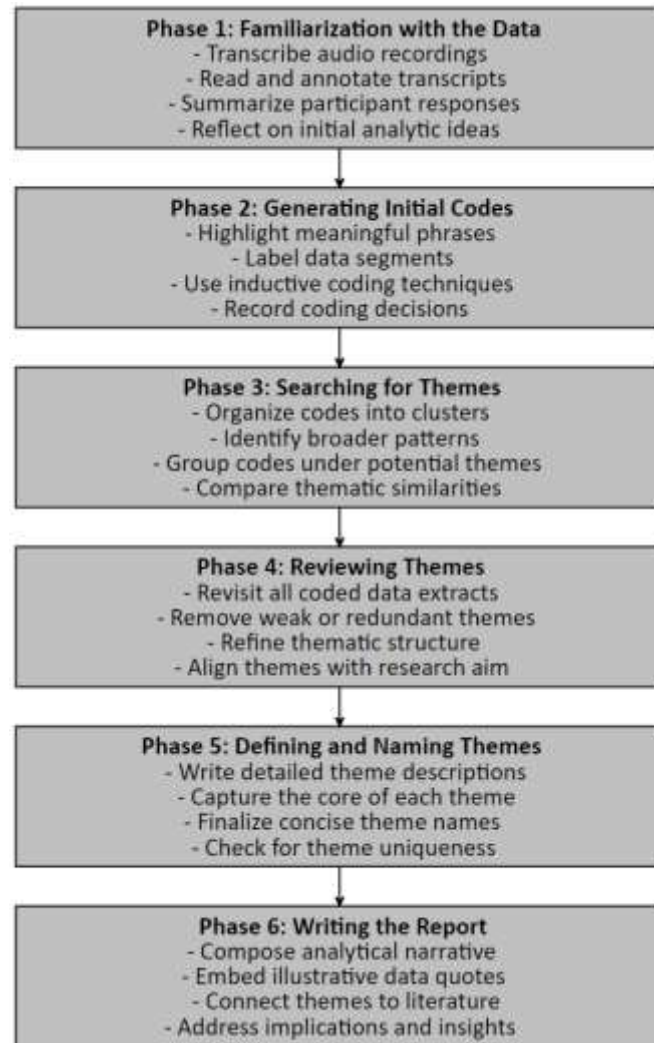 Phase 1: Familiarization with the Data
- Transcribe audio recordings
- Read and annotate transcripts
- Summarize participant responses
- Reflect on initial analytic ideas
Phase 2: Generating Initial Codes
- Highlight meaningful phrases
- Label data segments
- Use inductive coding techniques
- Record coding decisions
Phase 3: Searching for Themes
- Organize codes into clusters
- Identify broader patterns
- Group codes under potential themes
- Compare thematic similarities
Phase 4: Reviewing Themes
- Revisit all coded data extracts
- Remove weak or redundant themes
- Refine thematic structure
- Align themes with research aim
Phase 5: Defining and Naming Themes
- Write detailed theme descriptions
- Capture the core of each theme
- Finalize concise theme names
- Check for theme uniqueness
Phase 6: Writing the Report
- Compose analytical narrative
- Embed illustrative data quotes
- Connect themes to literature
- Address implications and insights